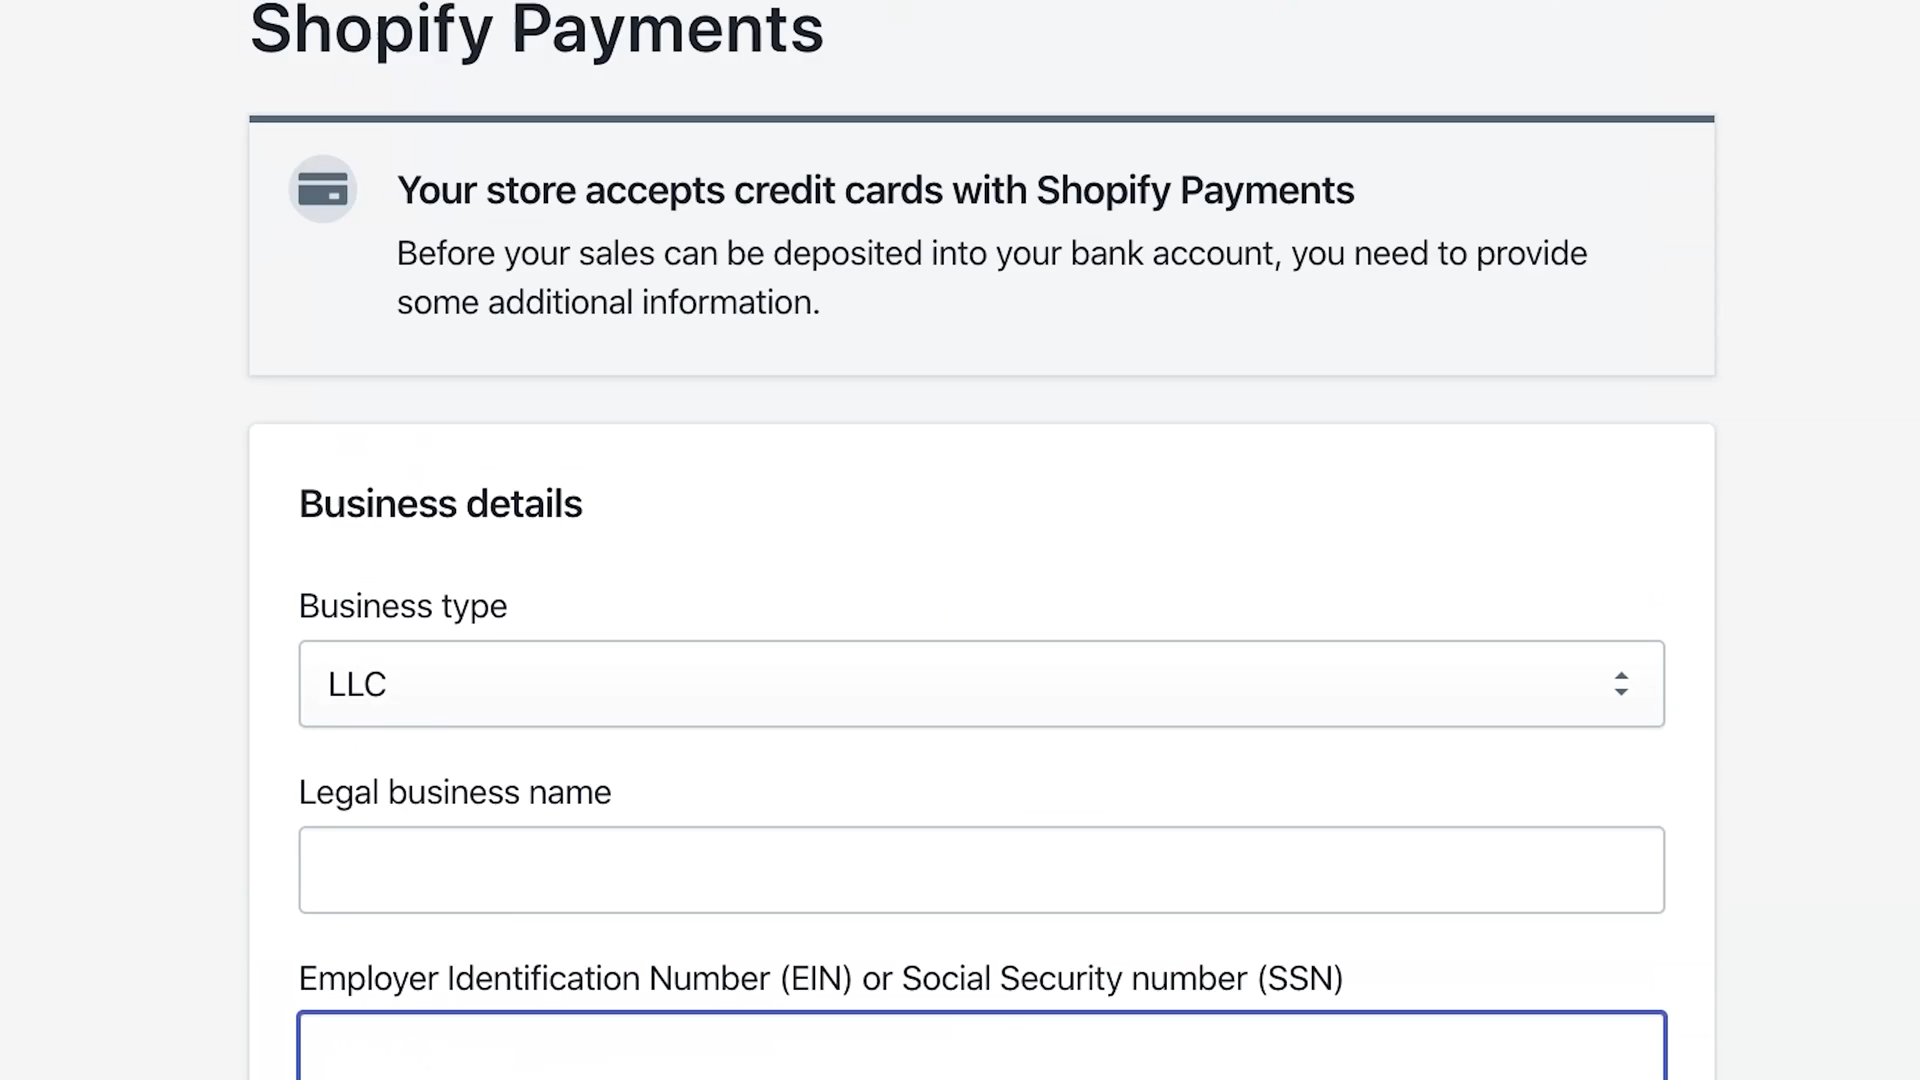 Shopify Payments
Your store accepts credit cards with Shopify Payments
Before your sales can be deposited into your bank account, you need to provide
some additional information.
Business details
Business type
LLC
Legal business name
Employer Identification Number (EIN) or Social Security number (SSN)